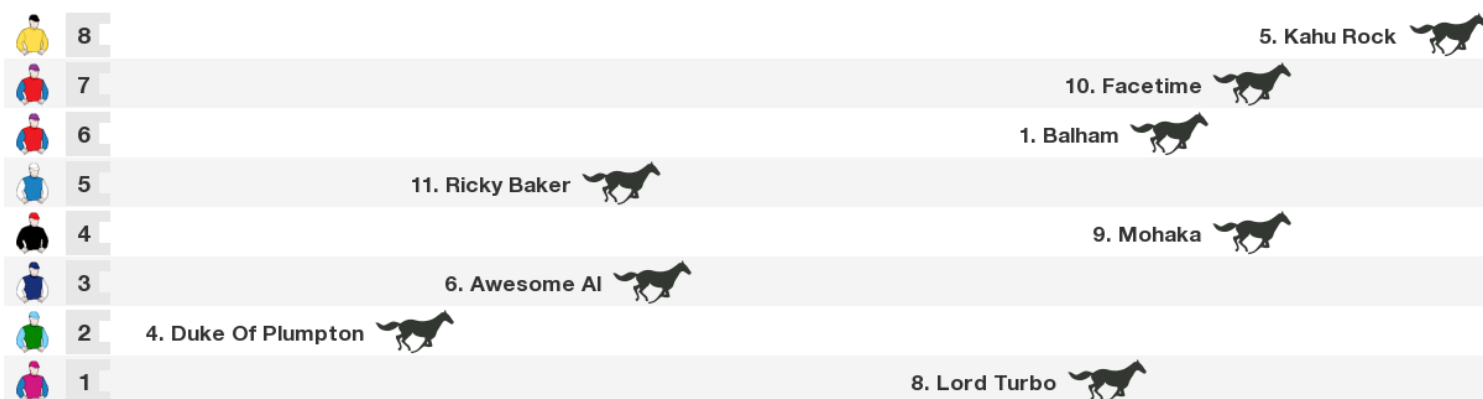 8 5. Kahu Rock
7 10. Facetime
6 1. Balham
5 11. Ricky Baker
4 9. Mohaka
3 6. Awesome Al
2 4. Duke Of Plumpton
1 8. Lord Turbo